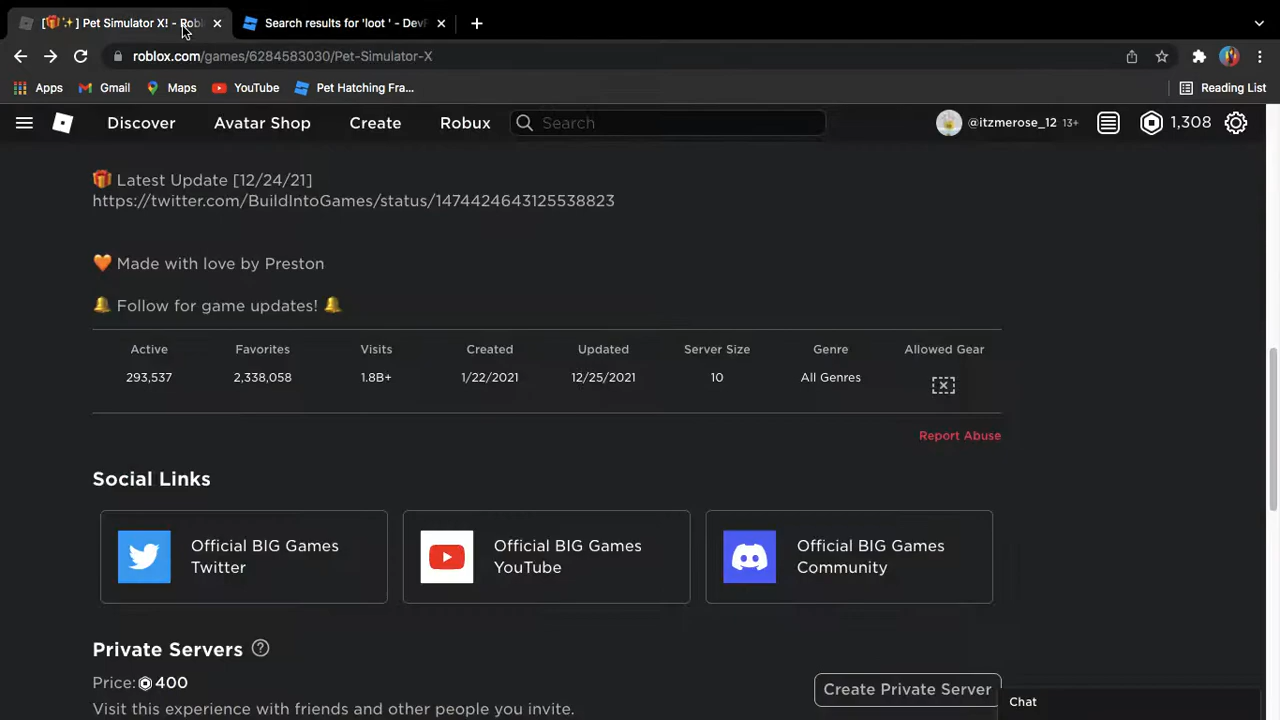 [🎁✨] Pet Simulator X! - Robl
Search results for 'loot ' - DevF
roblox.com/games/6284583030/Pet-Simulator-X
Apps
Gmail
Maps
YouTube
Pet Hatching Fra...
Reading List
Discover
Avatar Shop
Create
Robux
Search
@itzmerose_12 13+
1,308
🎁 Latest Update [12/24/21]
https://twitter.com/BuildIntoGames/status/1474424643125538823
🧡 Made with love by Preston
🔔 Follow for game updates! 🔔
Active Favorites Visits Created Updated Server Size Genre Allowed Gear
293,537 2,338,058 1.8B+ 1/22/2021 12/25/2021 10 All Genres
Report Abuse
Social Links
Official BIG Games
Twitter
Official BIG Games
YouTube
Official BIG Games
Community
Private Servers ?
Price: 400
Create Private Server
Visit this experience with friends and other people you invite.
Chat